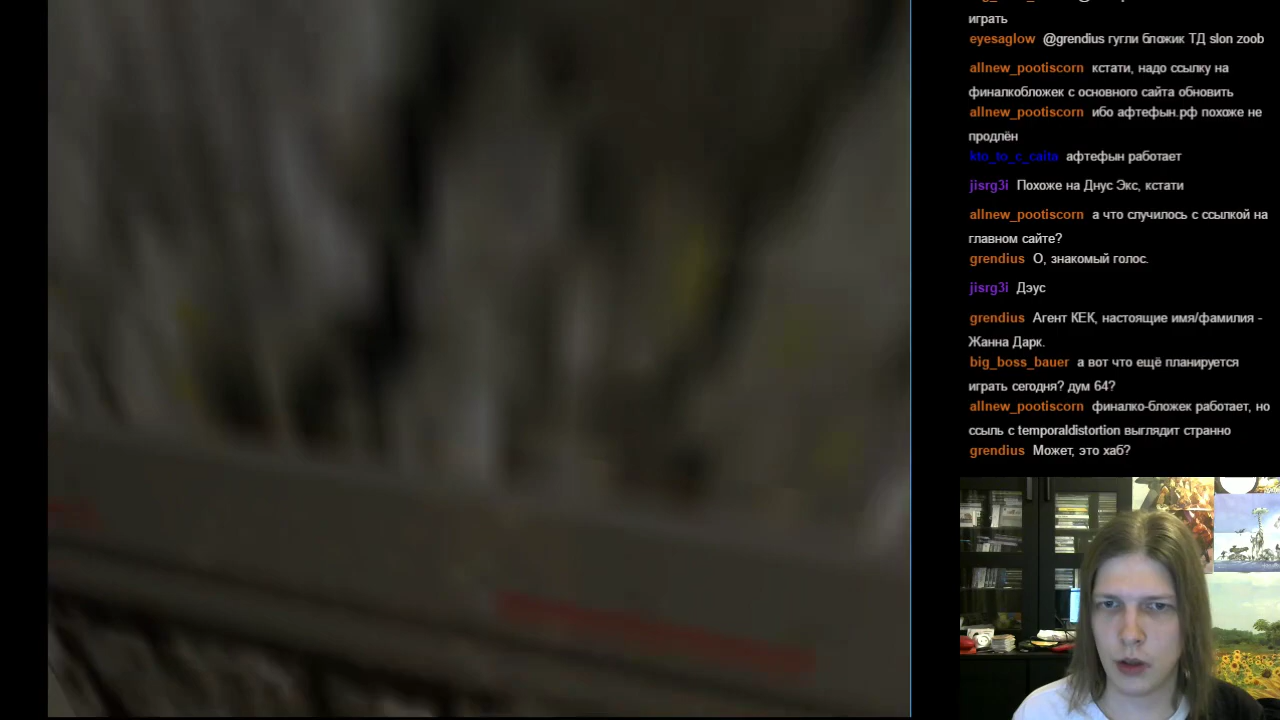 играть
eyesaglow @grendius гугли бложик ТД slon zoob
allnew_pootiscorn кстати, надо ссылку на
финалкобложек с основного сайта обновить
allnew_pootiscorn ибо афтефын.рф похоже не
продлён
kto_to_c_caita афтефын работает
jisrg3i Похоже на Днус Экс, кстати
allnew_pootiscorn а что случилось с ссылкой на
главном сайте?
grendius О, знакомый голос.
jisrg3i Дэус
grendius Агент КЕК, настоящие имя/фамилия -
Жанна Дарк.
big_boss_bauer а вот что ещё планируется
играть сегодня? дум 64?
allnew_pootiscorn финалко-бложек работает, но
ссыль с temporaldistortion выглядит странно
grendius Может, это хаб?